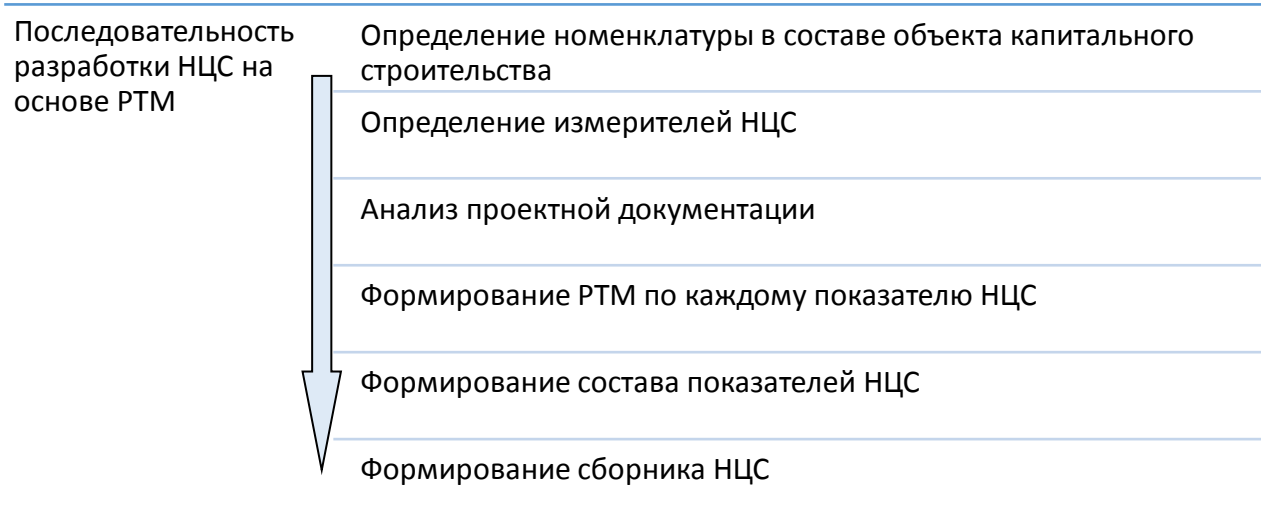 Последовательность
разработки НЦС на
основе РТМ
Определение номенклатуры в составе объекта капитального
строительства
Определение измерителей НЦС
Анализ проектной документации
Формирование РТМ по каждому показателю НЦС
Формирование состава показателей НЦС
Формирование сборника НЦС